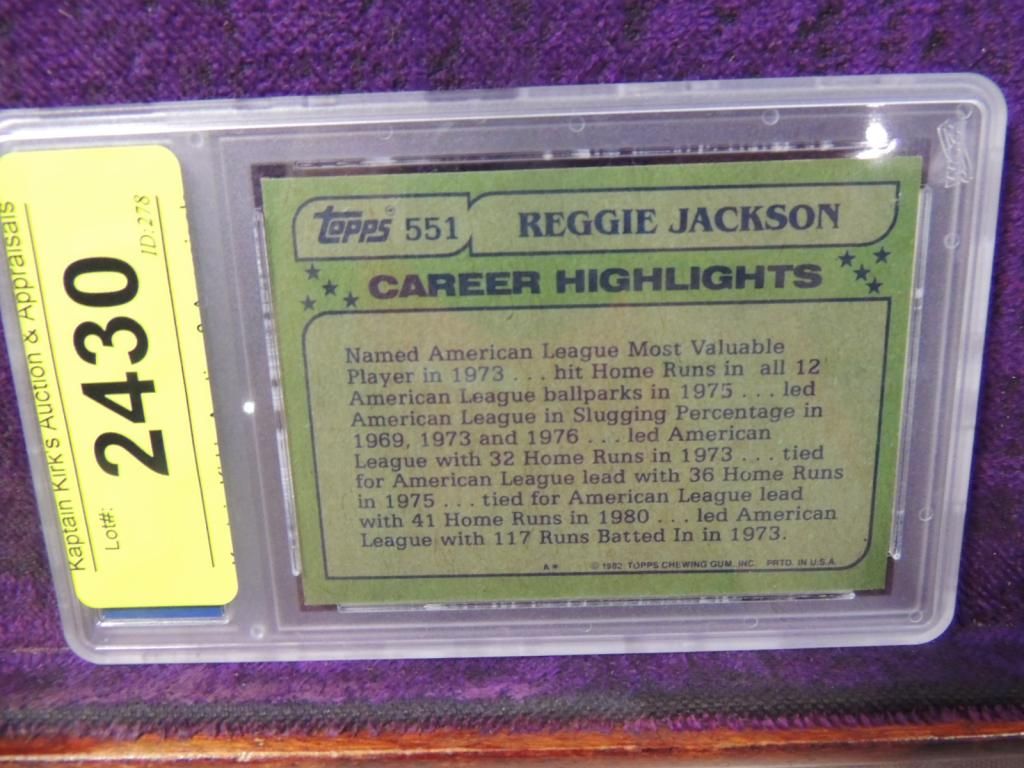 Kaptain Kirk's Auction & Appraisals
Lot#:
2430
ID:278
Topps® 551
REGGIE JACKSON
CAREER HIGHLIGHTS
Named American League Most Valuable
Player in 1973 . . . hit Home Runs in all 12
American League ballparks in 1975 . . . led
American League in Slugging Percentage in
1969, 1973 and 1976 . . . led American
League with 32 Home Runs in 1973 . . . tied
for American League lead with 36 Home Runs
in 1975 . . . tied for American League lead
with 41 Home Runs in 1980 . . . led American
League with 117 Runs Batted In in 1973.
A* © 1982 TOPPS CHEWING GUM, INC. PRTD. IN U.S.A.